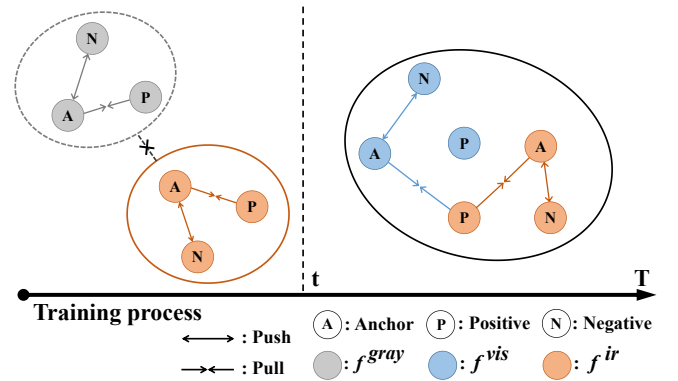 N
A
P
A
P
N
N
A
P
A
P
N
t
T
Training process
: Push
: Pull
A : Anchor
P : Positive
N : Negative
: f^gray
: f^vis
: f^ir